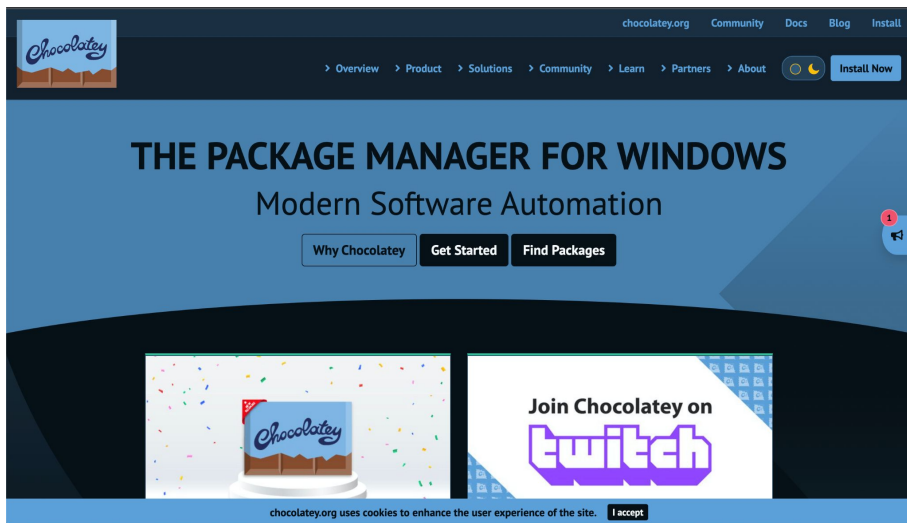 chocolatey.org Community Docs Blog Install
Chocolatey
Overview Product Solutions Community Learn Partners About Install Now
THE PACKAGE MANAGER FOR WINDOWS
Modern Software Automation
Why Chocolatey Get Started Find Packages
1
Chocolatey
Join Chocolatey on
twitch
chocolatey.org uses cookies to enhance the user experience of the site. I accept